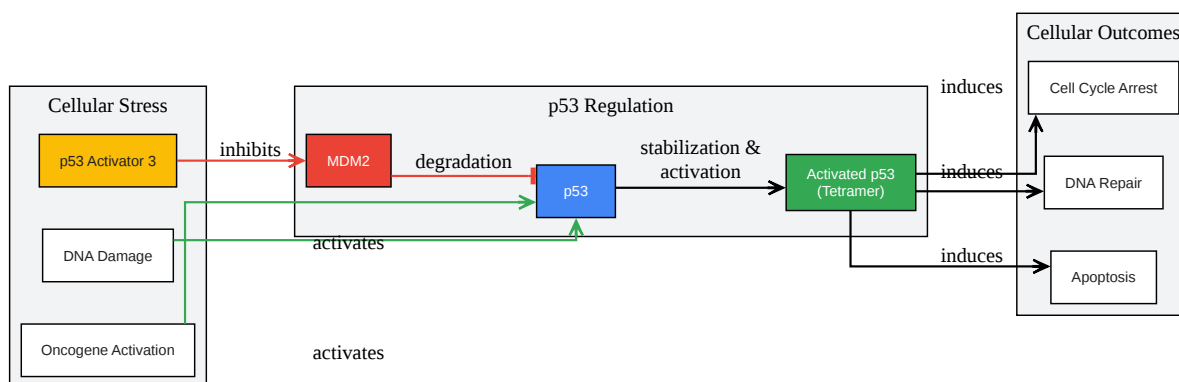 Cellular Stress
p53 Activator 3
DNA Damage
Oncogene Activation
inhibits
activates
activates
p53 Regulation
MDM2
degradation
p53
stabilization &
activation
Activated p53
(Tetramer)
induces
induces
induces
Cellular Outcomes
Cell Cycle Arrest
DNA Repair
Apoptosis